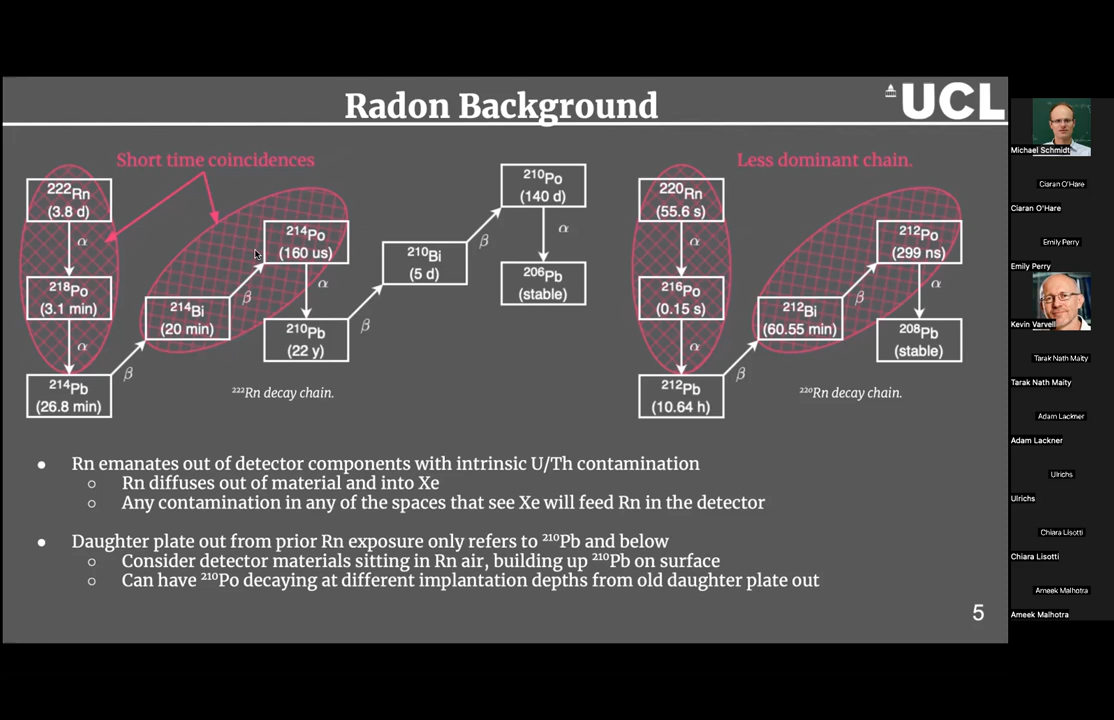 Radon Background
UCL
Short time coincidences
Less dominant chain.
²²²Rn
(3.8 d)
α
²¹⁸Po
(3.1 min)
α
²¹⁴Pb
(26.8 min)
β
²¹⁴Bi
(20 min)
β
²¹⁴Po
(160 us)
α
²¹⁰Pb
(22 y)
β
²¹⁰Bi
(5 d)
β
²¹⁰Po
(140 d)
α
²⁰⁶Pb
(stable)
²²²Rn decay chain.
²²⁰Rn
(55.6 s)
α
²¹⁶Po
(0.15 s)
α
²¹²Pb
(10.64 h)
β
²¹²Bi
(60.55 min)
β
²¹²Po
(299 ns)
α
²⁰⁸Pb
(stable)
²²⁰Rn decay chain.
● Rn emanates out of detector components with intrinsic U/Th contamination
○ Rn diffuses out of material and into Xe
○ Any contamination in any of the spaces that see Xe will feed Rn in the detector
● Daughter plate out from prior Rn exposure only refers to ²¹⁰Pb and below
○ Consider detector materials sitting in Rn air, building up ²¹⁰Pb on surface
○ Can have ²¹⁰Po decaying at different implantation depths from old daughter plate out
5
Michael Schmidt
Ciaran O'Hare
Ciaran O'Hare
Emily Perry
Emily Perry
Kevin Varvell
Tarak Nath Maity
Tarak Nath Maity
Adam Lackner
Adam Lackner
Ulrichs
Ulrichs
Chiara Lisotti
Chiara Lisotti
Ameek Malhotra
Ameek Malhotra